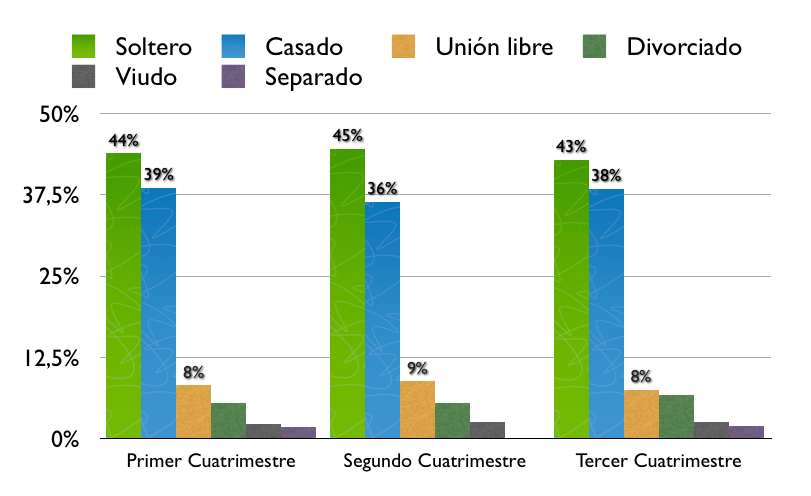 Soltero Casado Unión libre Divorciado
Viudo Separado
50%
44% 45% 43%
39% 36% 38%
37,5%
25%
12,5%
8% 9% 8%
0%
Primer Cuatrimestre Segundo Cuatrimestre Tercer Cuatrimestre